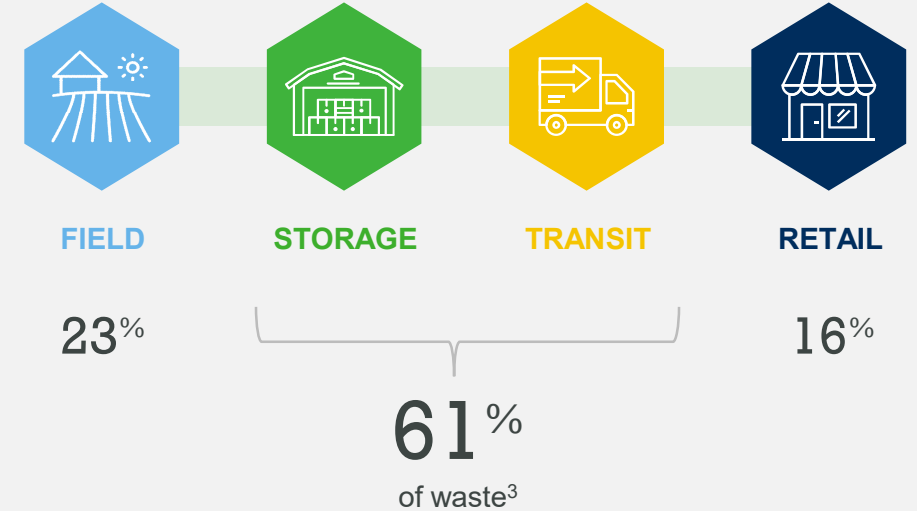 FIELD STORAGE TRANSIT RETAIL
23% 16%
61%
of waste³